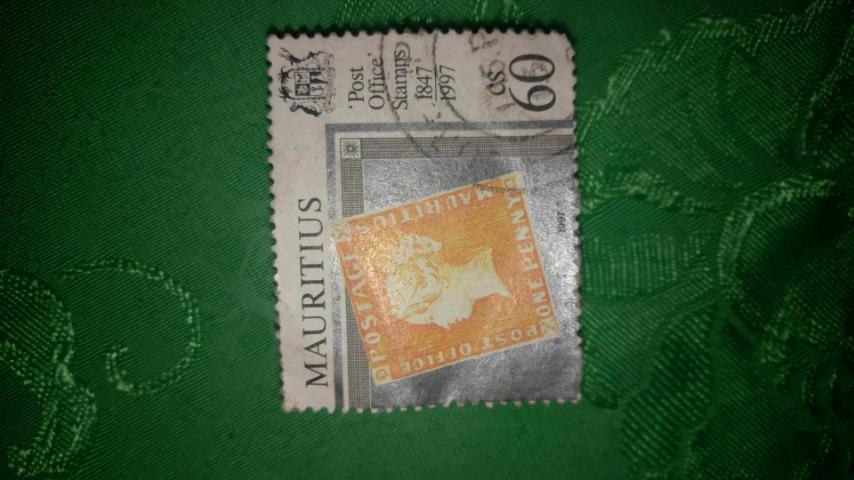 MAURITIUS
'Post
Office'
Stamps
1847
1997
cs
60
POSTAGE
MAURITIUS
ONE PENNY
POST OFFICE
1997